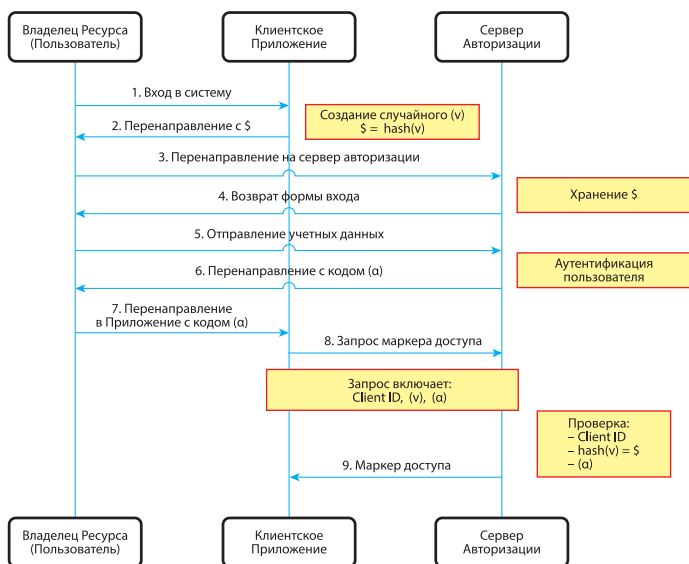 Владелец Ресурса
(Пользователь)
Клиентское
Приложение
Сервер
Авторизации
1. Вход в систему
Создание случайного (v)
$ = hash(v)
2. Перенаправление с $
3. Перенаправление на сервер авторизации
Хранение $
4. Возврат формы входа
5. Отправление учетных данных
Аутентификация
пользователя
6. Перенаправление с кодом (α)
7. Перенаправление
в Приложение с кодом (α)
8. Запрос маркера доступа
Запрос включает:
Client ID, (v), (α)
Проверка:
– Client ID
– hash(v) = $
– (α)
9. Маркер доступа
Владелец Ресурса
(Пользователь)
Клиентское
Приложение
Сервер
Авторизации